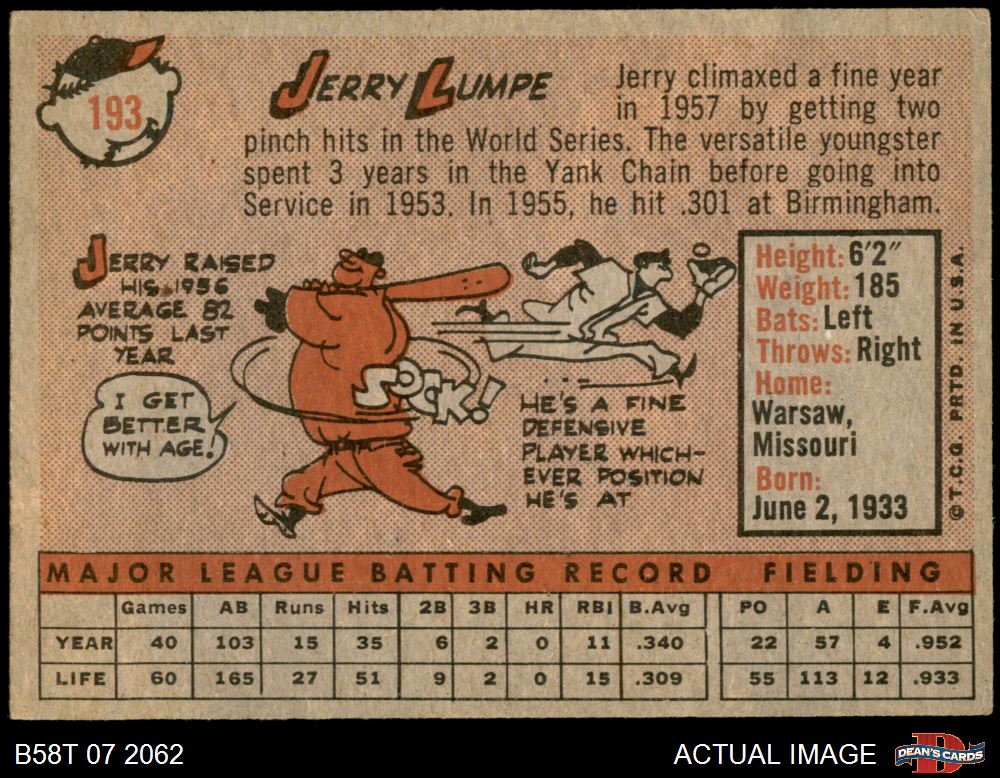 193
JERRY LUMPE
Jerry climaxed a fine year
in 1957 by getting two
pinch hits in the World Series. The versatile youngster
spent 3 years in the Yank Chain before going into
Service in 1953. In 1955, he hit .301 at Birmingham.
JERRY RAISED
HIS 1956
AVERAGE 82
POINTS LAST
YEAR
I GET
BETTER
WITH AGE!
SOCK!
HE'S A FINE
DEFENSIVE
PLAYER WHICH-
EVER POSITION
HE'S AT
Height: 6'2"
Weight: 185
Bats: Left
Throws: Right
Home:
Warsaw,
Missouri
Born:
June 2, 1933
© T.C.G. PRTD. IN U.S.A.
MAJOR LEAGUE BATTING RECORD FIELDING
Games AB Runs Hits 2B 3B HR RBI B.Avg PO A E F.Avg
YEAR 40 103 15 35 6 2 0 11 .340 22 57 4 .952
LIFE 60 165 27 51 9 2 0 15 .309 55 113 12 .933
B58T 07 2062
ACTUAL IMAGE
D
DEAN'S CARDS